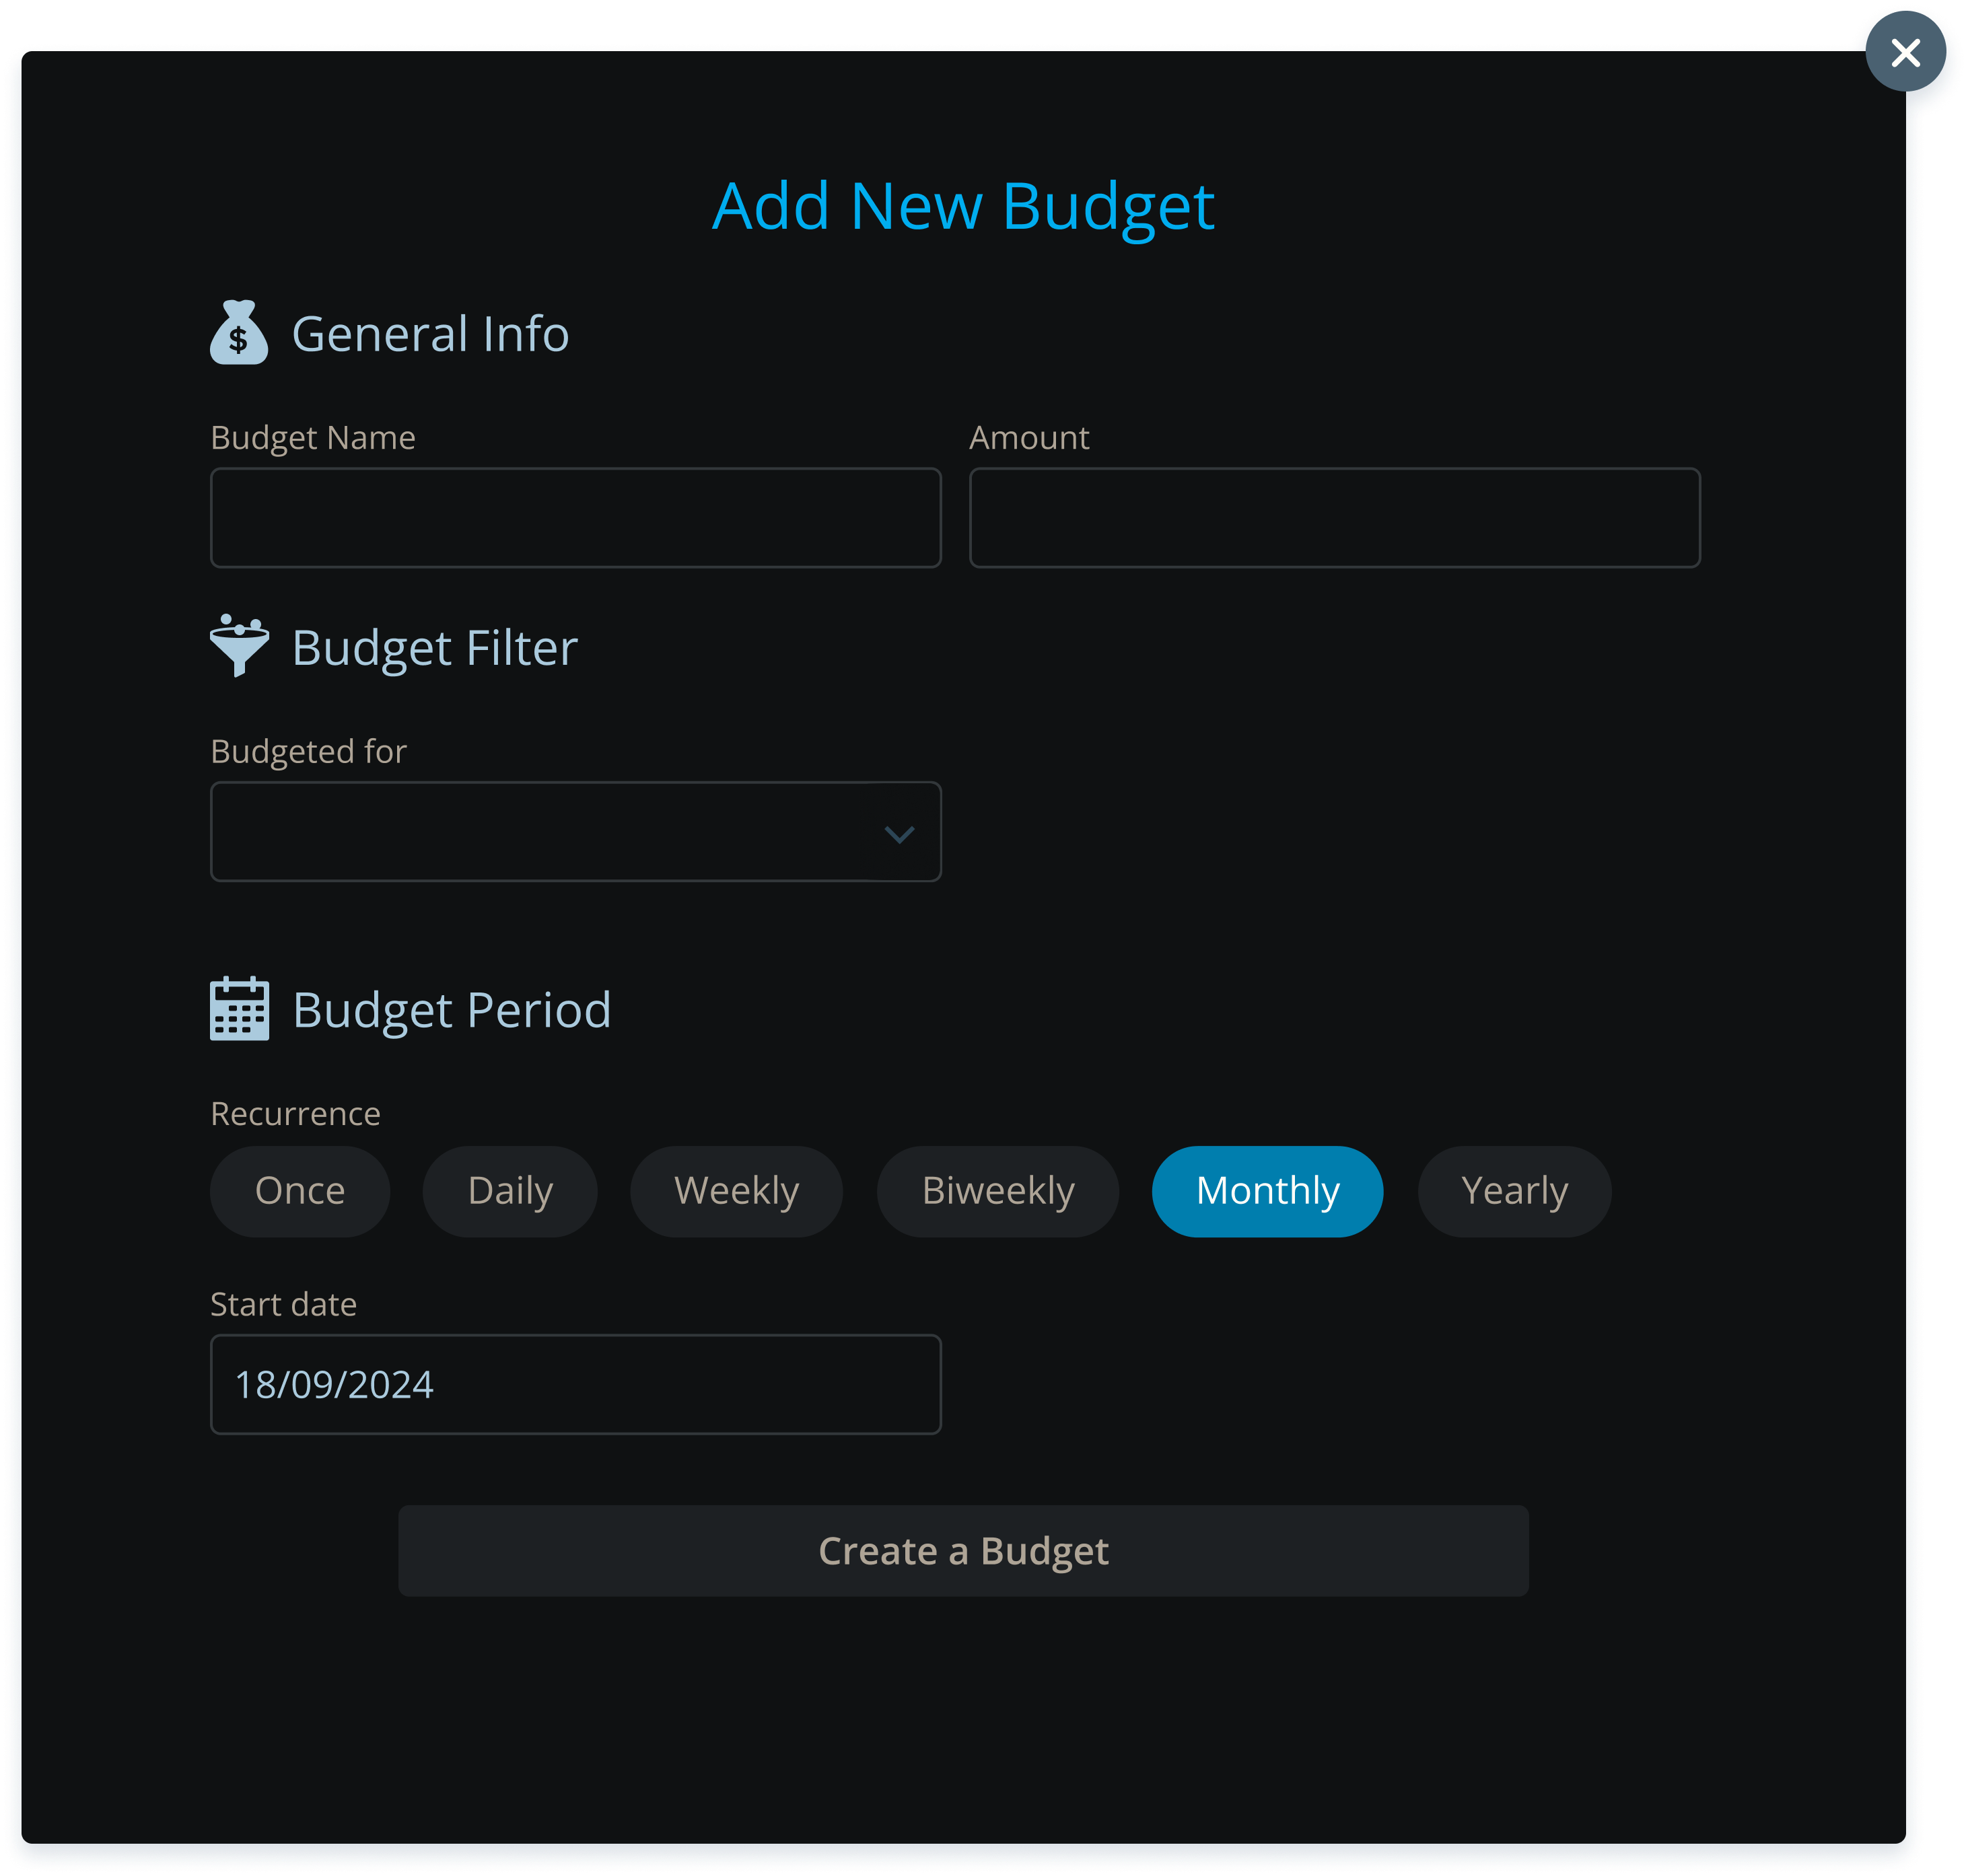 Add New Budget
$ General Info
Budget Name Amount
Budget Filter
Budgeted for
Budget Period
Recurrence
Once Daily Weekly Biweekly Monthly Yearly
Start date
18/09/2024
Create a Budget